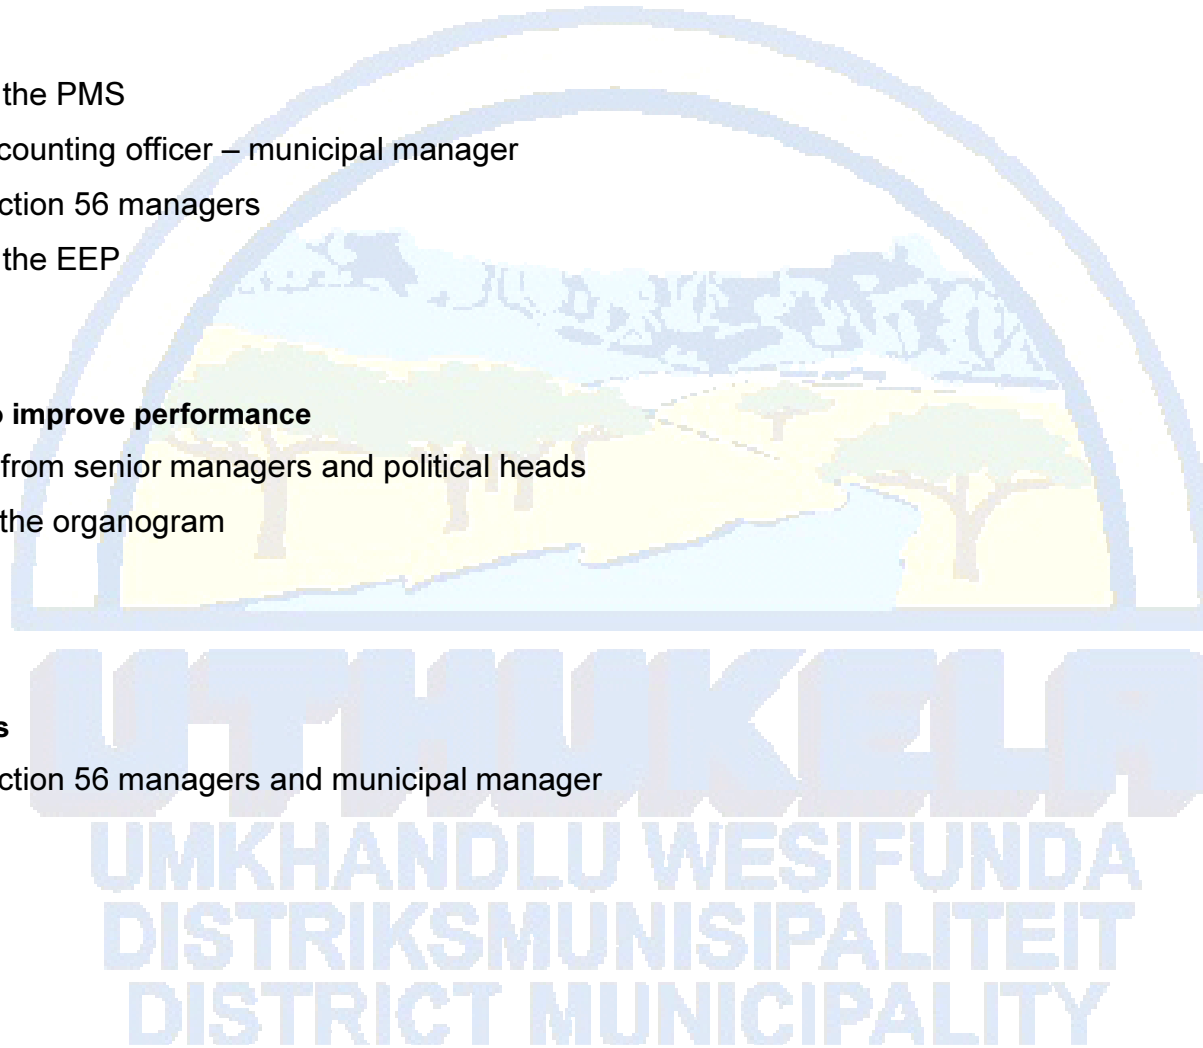 the PMS
counting officer – municipal manager
ction 56 managers
the EEP
improve performance
from senior managers and political heads
the organogram
s
ction 56 managers and municipal manager
UTHUKELA
UMKHANDLU WESIFUNDA
DISTRIKSMUNISIPALITEIT
DISTRICT MUNICIPALITY